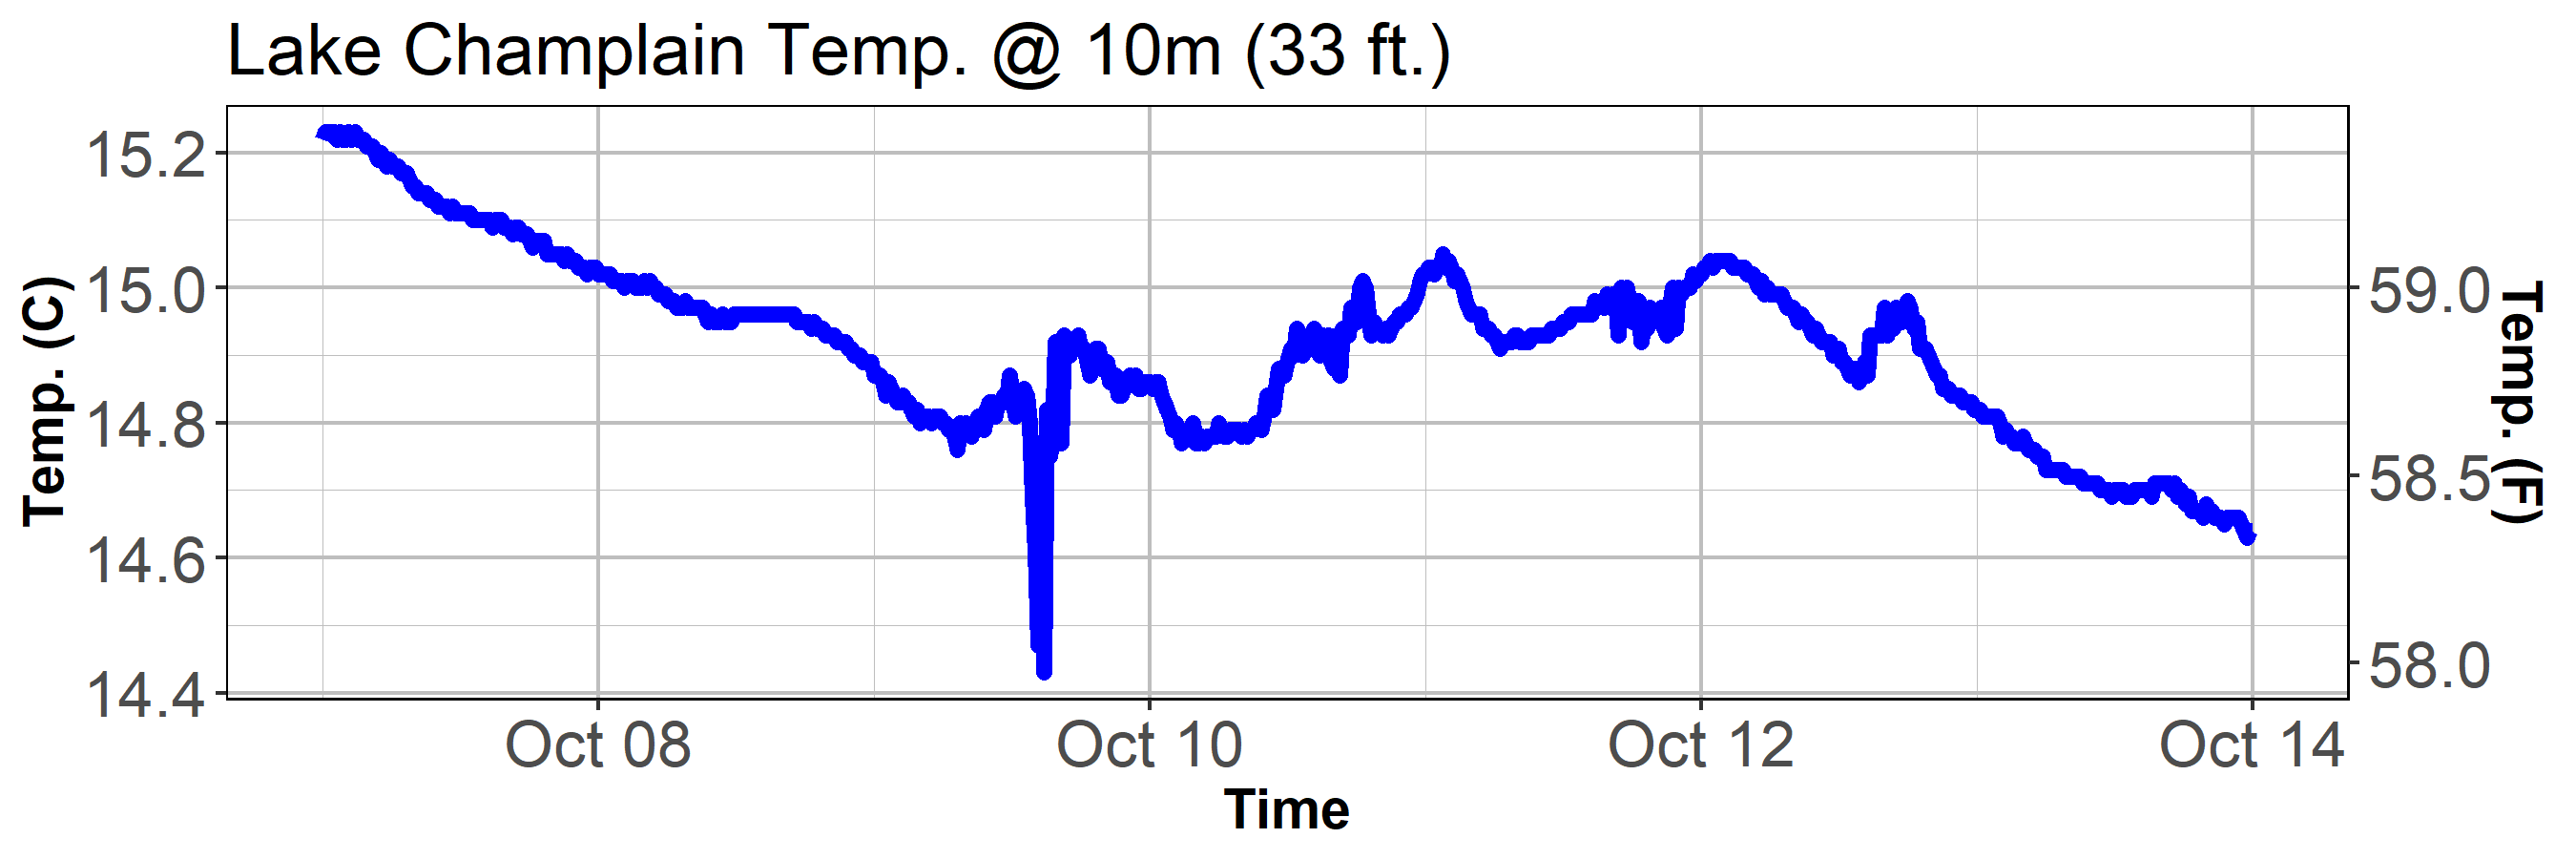 Lake Champlain Temp. @ 10m (33 ft.)
Temp. (C)
15.2
15.0
14.8
14.6
14.4
59.0
58.5
58.0
Temp. (F)
Oct 08 Oct 10 Oct 12 Oct 14
Time